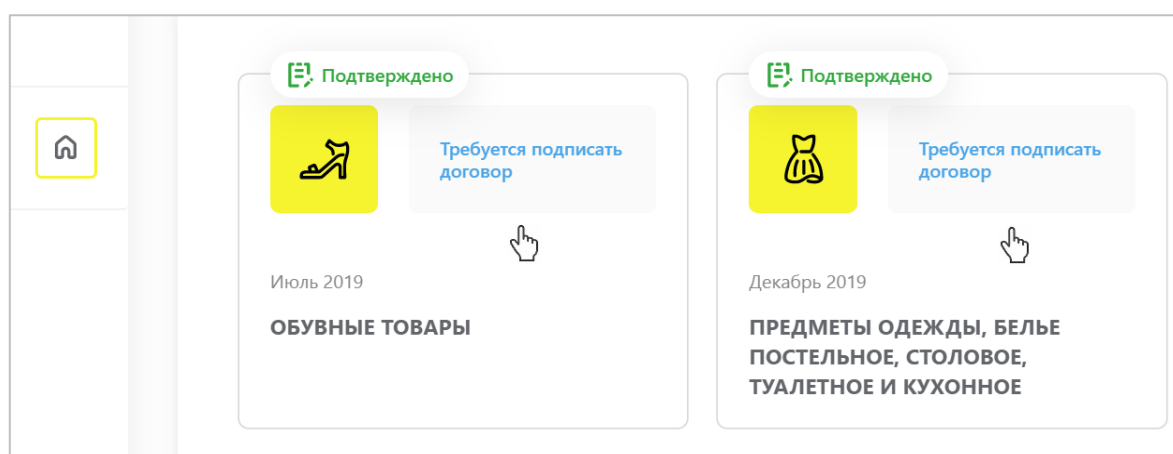 Подтверждено
Требуется подписать
договор
Июль 2019
ОБУВНЫЕ ТОВАРЫ
Подтверждено
Требуется подписать
договор
Декабрь 2019
ПРЕДМЕТЫ ОДЕЖДЫ, БЕЛЬЕ
ПОСТЕЛЬНОЕ, СТОЛОВОЕ,
ТУАЛЕТНОЕ И КУХОННОЕ